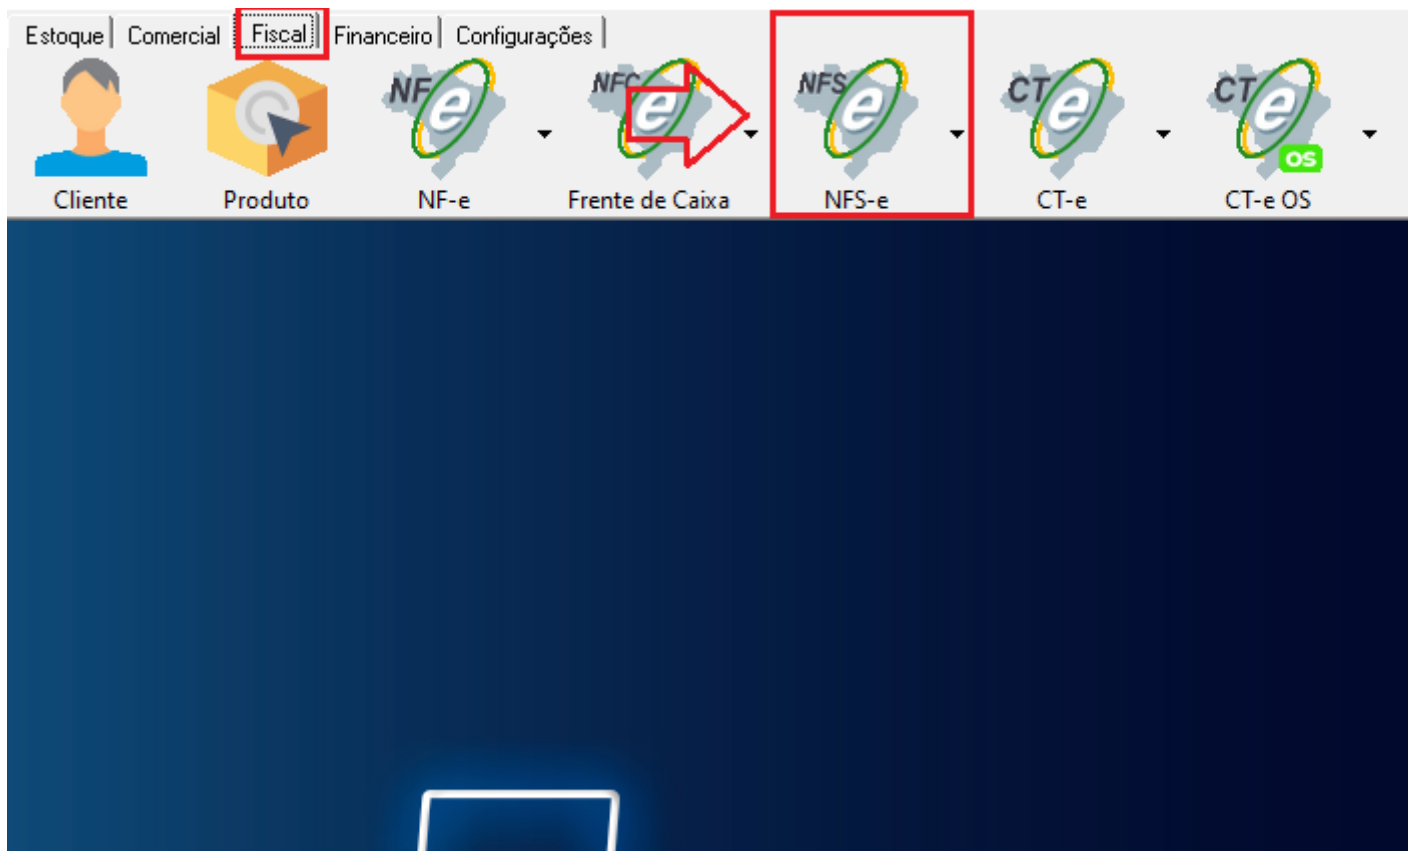 Estoque Comercial Fiscal Financeiro Configurações
NF e NFC e NFS e CT e CT e
os
Cliente Produto NF-e Frente de Caixa NFS-e CT-e CT-e OS